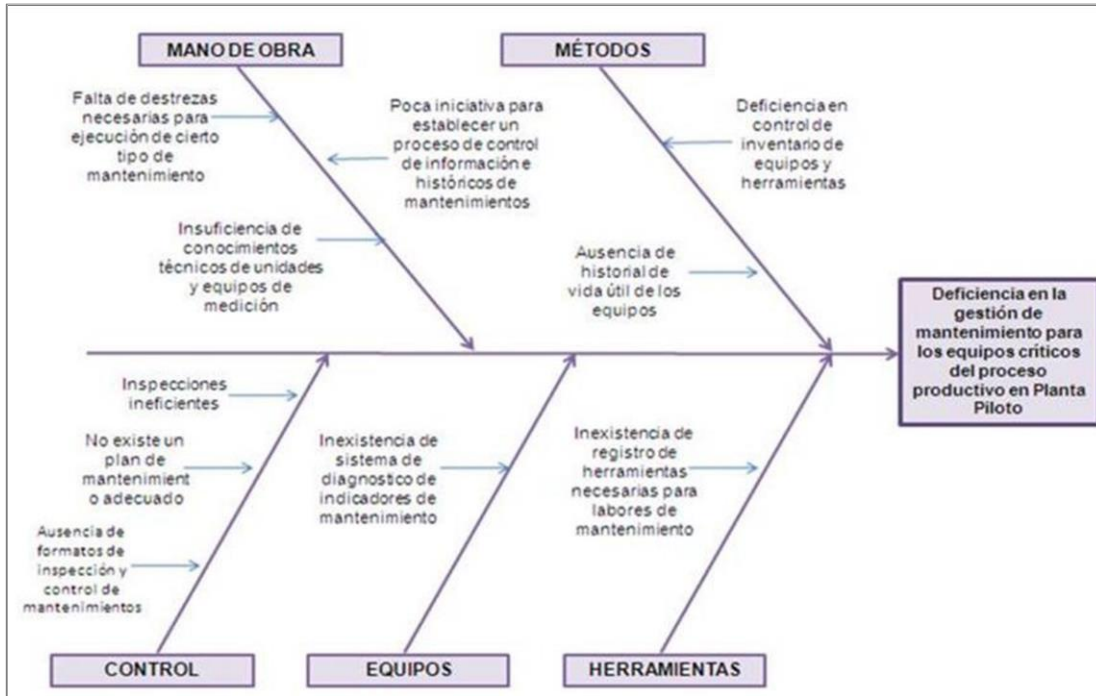 MANO DE OBRA
MÉTODOS
Falta de destrezas
necesarias para
ejecución de cierto
tipo de
mantenimiento
Poca iniciativa para
establecer un
proceso de control
de información e
históricos de
mantenimientos
Insuficiencia de
conocimientos
técnicos de unidades
y equipos de
medición
Deficiencia en
control de
inventario de
equipos y
herramientas
Ausencia de
historial de
vida útil de los
equipos
Deficiencia en la
gestión de
mantenimiento para
los equipos críticos
del proceso
productivo en Planta
Piloto
Inspecciones
ineficientes
No existe un
plan de
mantenimient
o adecuado
Ausencia de
formatos de
inspección y
control de
mantenimientos
Inexistencia de
sistema de
diagnostico de
indicadores de
mantenimiento
Inexistencia de
registro de
herramientas
necesarias para
labores de
mantenimiento
CONTROL
EQUIPOS
HERRAMIENTAS